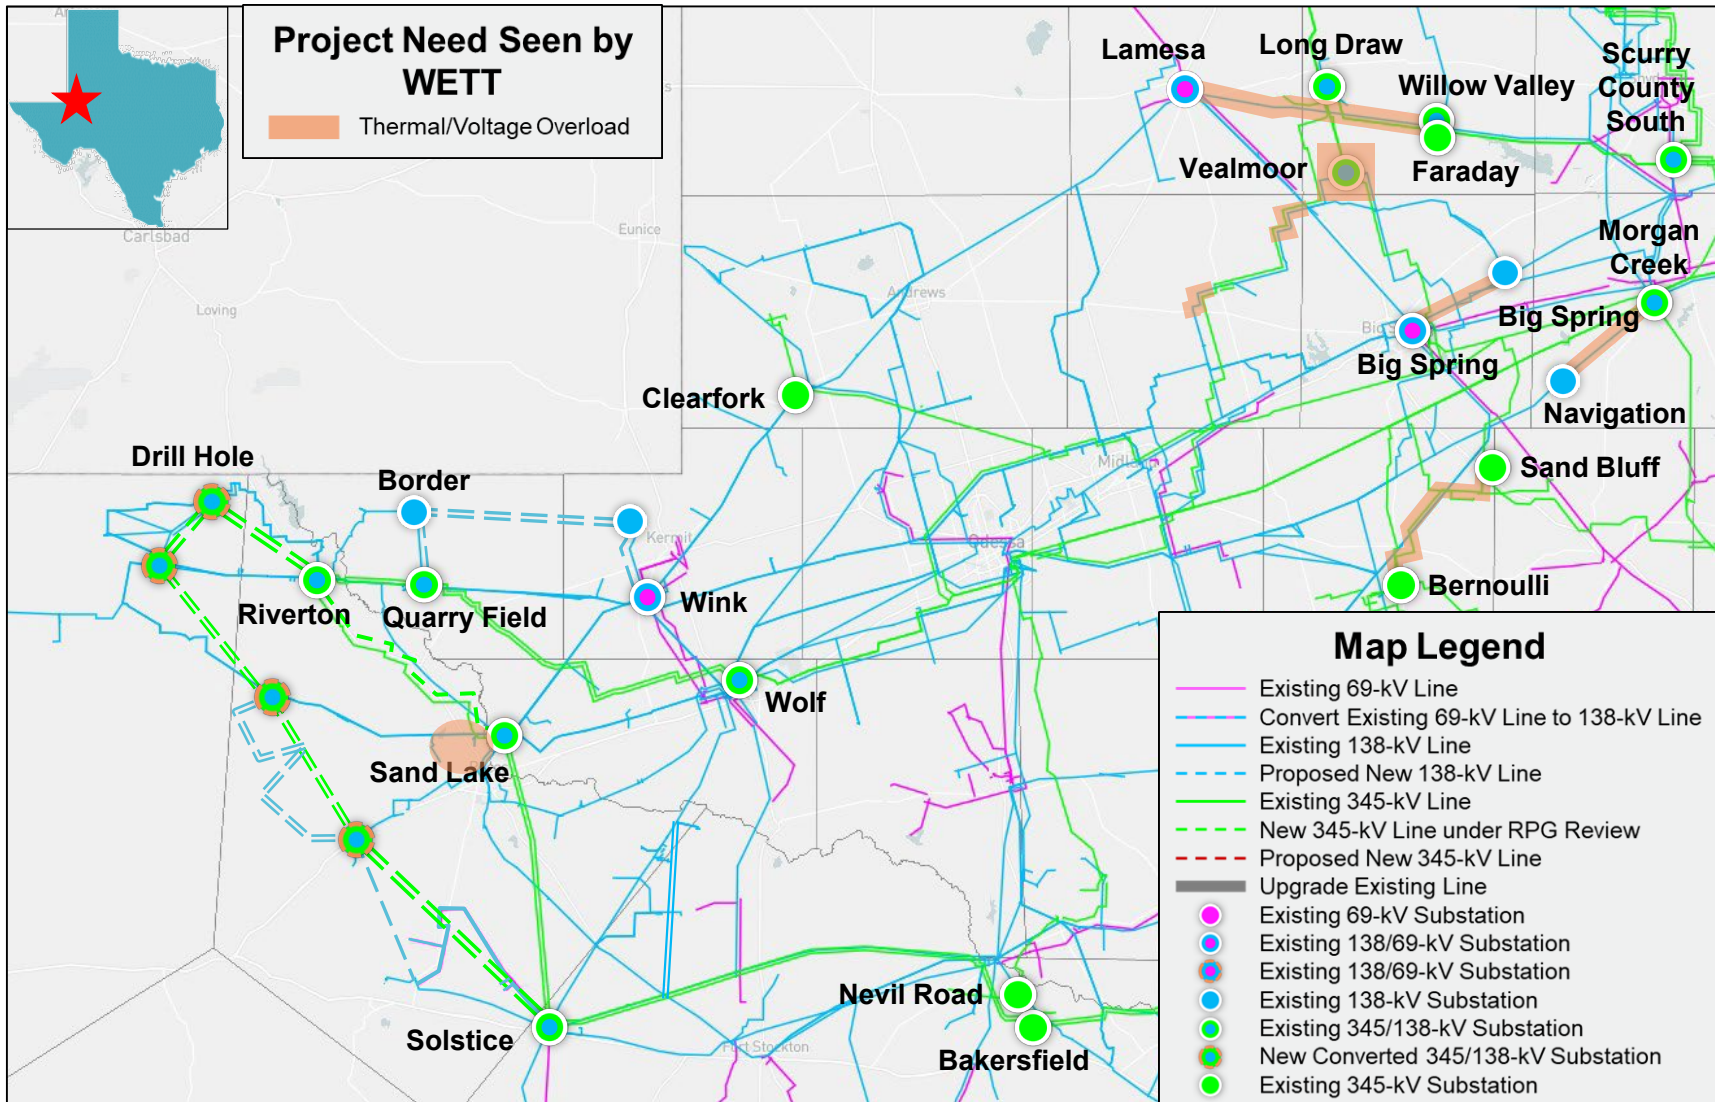 Project Need Seen by
WETT
Thermal/Voltage Overload
Carlsbad
Eunice
Loving
Andrews
Lamesa
Long Draw
Willow Valley
Scurry
County
South
Vealmoor
Faraday
Morgan
Creek
Big Spring
Big Spring
Navigation
Clearfork
Midland
Sand Bluff
Drill Hole
Border
Kermit
Odessa
Bernoulli
Riverton
Quarry Field
Wink
Wolf
Sand Lake
Nevil Road
Solstice
Fort Stockton
Bakersfield
Map Legend
Existing 69-kV Line
Convert Existing 69-kV Line to 138-kV Line
Existing 138-kV Line
Proposed New 138-kV Line
Existing 345-kV Line
New 345-kV Line under RPG Review
Proposed New 345-kV Line
Upgrade Existing Line
Existing 69-kV Substation
Existing 138/69-kV Substation
Existing 138/69-kV Substation
Existing 138-kV Substation
Existing 345/138-kV Substation
New Converted 345/138-kV Substation
Existing 345-kV Substation